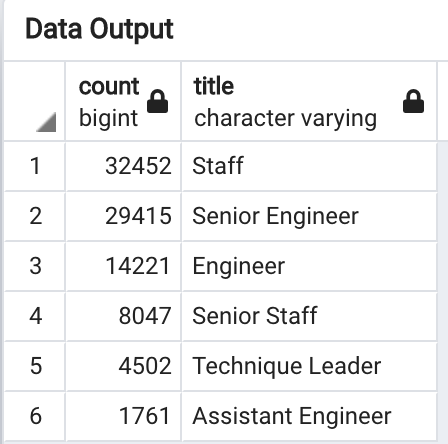 Data Output
count title
bigint character varying
1 32452 Staff
2 29415 Senior Engineer
3 14221 Engineer
4 8047 Senior Staff
5 4502 Technique Leader
6 1761 Assistant Engineer